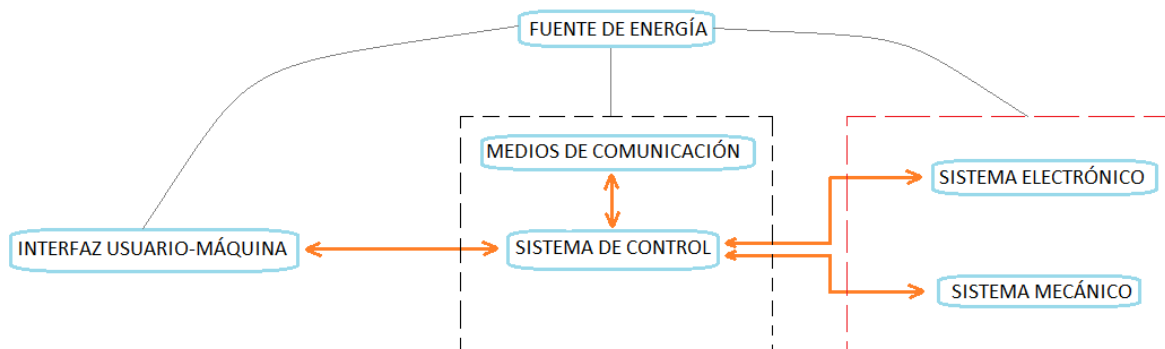 FUENTE DE ENERGÍA
MEDIOS DE COMUNICACIÓN
SISTEMA ELECTRÓNICO
INTERFAZ USUARIO-MÁQUINA
SISTEMA DE CONTROL
SISTEMA MECÁNICO